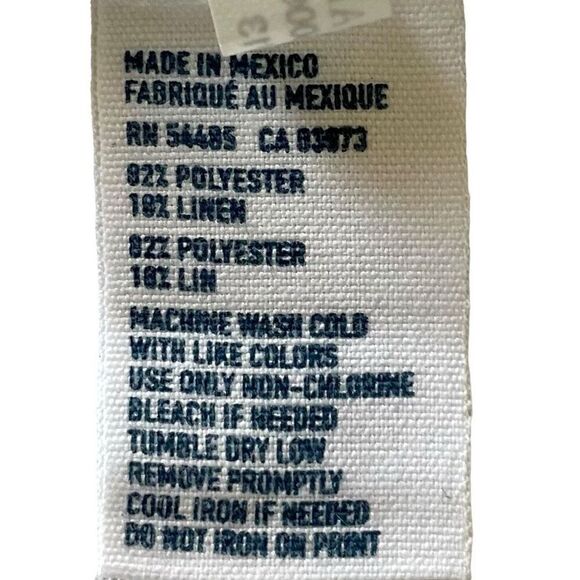 MADE IN MEXICO
FABRIQUÉ AU MEXIQUE
RN 54485 CA 03873
82% POLYESTER
18% LINEN
82% POLYESTER
18% LIN
MACHINE WASH COLD
WITH LIKE COLORS
USE ONLY NON-CHLORINE
BLEACH IF NEEDED
TUMBLE DRY LOW
REMOVE PROMPTLY
COOL IRON IF NEEDED
DO NOT IRON ON PRINT